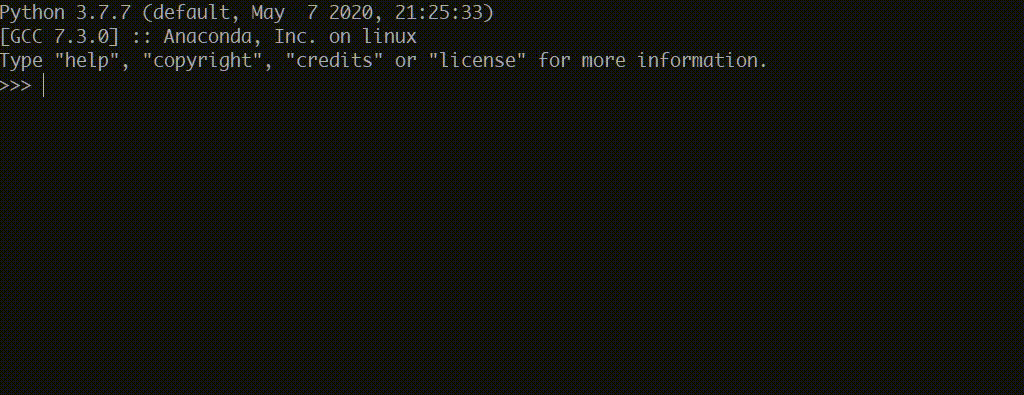 Python 3.7.7 (default, May  7 2020, 21:25:33)
[GCC 7.3.0] :: Anaconda, Inc. on linux
Type "help", "copyright", "credits" or "license" for more information.
>>>